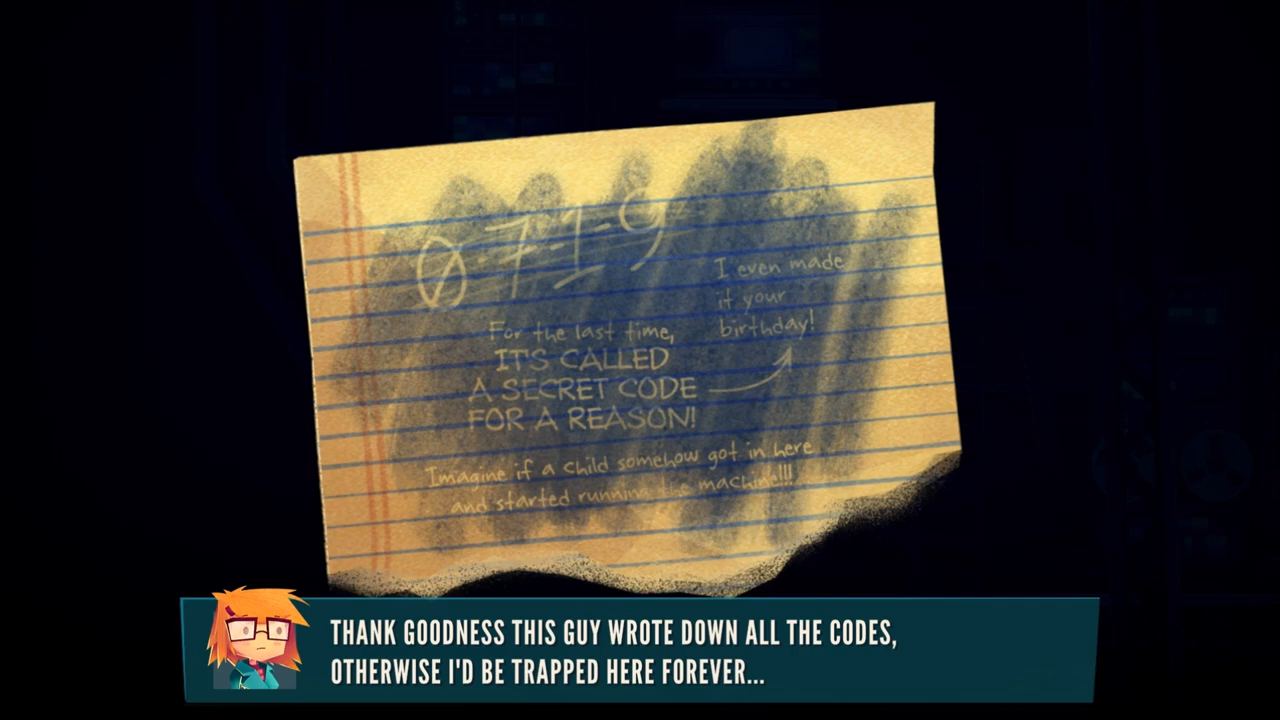 0-7-1-9
I even made
it your
birthday!
For the last time,
IT'S CALLED
A SECRET CODE
FOR A REASON!
Imagine if a child somehow got in here
and started running the machine!!!
THANK GOODNESS THIS GUY WROTE DOWN ALL THE CODES,
OTHERWISE I'D BE TRAPPED HERE FOREVER...